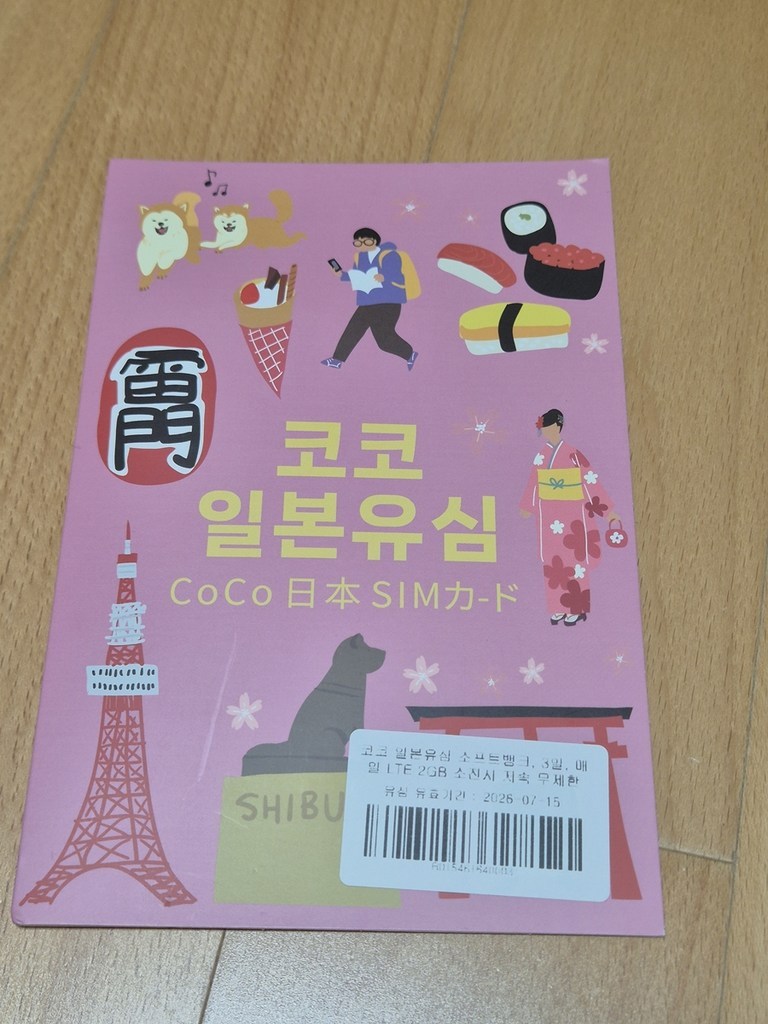 雷門
코코
일본유심
CoCo 日本 SIMカード
SHIBU
코코 일본유심 소프트뱅크, 3일, 매
일 LTE 2GB 소진시 저속 무제한
유심 유효기간 : 2026-07-15